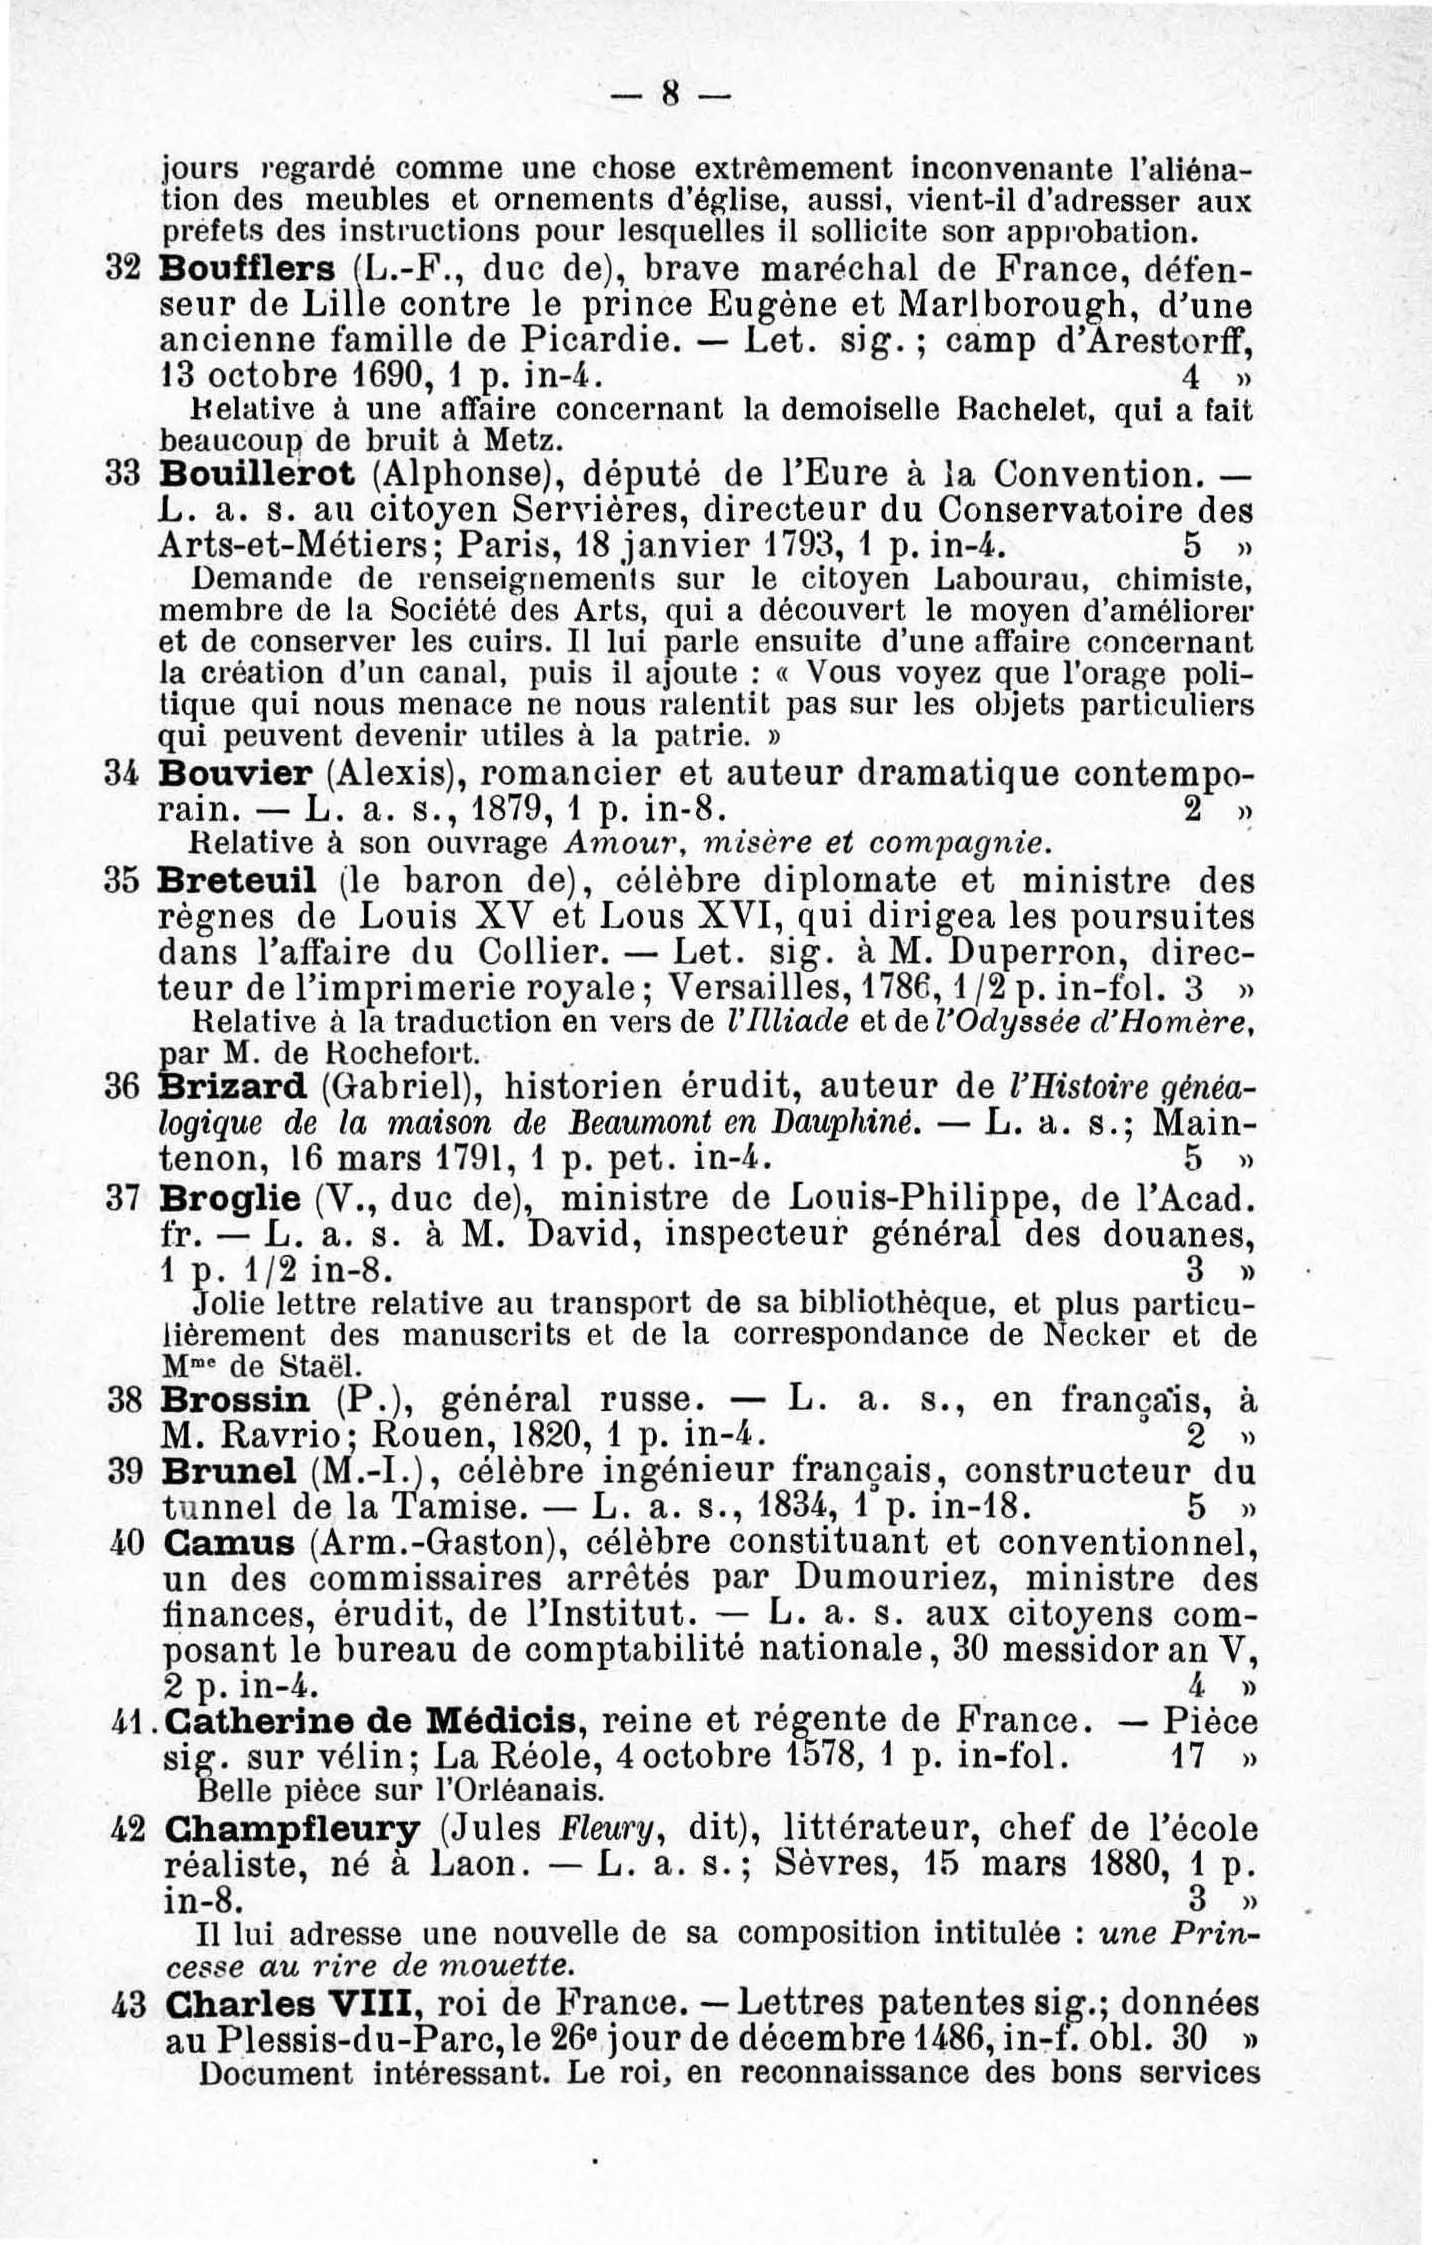 — 8 —
jours regardé comme une chose extrêmement inconvenante l'aliéna-
tion des meubles et ornements d'église, aussi, vient-il d'adresser aux
préfets des instructions pour lesquelles il sollicite son approbation.
32 Boufflers (L.-F., duc de), brave maréchal de France, défen-
seur de Lille contre le prince Eugène et Marlborough, d'une
ancienne famille de Picardie. — Let. sig. ; camp d'Arestorff,
13 octobre 1690, 1 p. in-4. 4 »
Relative à une affaire concernant la demoiselle Bachelet, qui a fait
beaucoup de bruit à Metz.
33 Bouillerot (Alphonse), député de l'Eure à la Convention. —
L. a. s. au citoyen Servières, directeur du Conservatoire des
Arts-et-Métiers; Paris, 18 janvier 1793, 1 p. in-4. 5 »
Demande de renseignements sur le citoyen Labourau, chimiste,
membre de la Société des Arts, qui a découvert le moyen d'améliorer
et de conserver les cuirs. Il lui parle ensuite d'une affaire concernant
la création d'un canal, puis il ajoute : « Vous voyez que l'orage poli-
tique qui nous menace ne nous ralentit pas sur les objets particuliers
qui peuvent devenir utiles à la patrie. »
34 Bouvier (Alexis), romancier et auteur dramatique contempo-
rain. — L. a. s., 1879, 1 p. in-8. 2 »
Relative à son ouvrage Amour, misère et compagnie.
35 Breteuil (le baron de), célèbre diplomate et ministre des
règnes de Louis XV et Lous XVI, qui dirigea les poursuites
dans l'affaire du Collier. — Let. sig. à M. Duperron, direc-
teur de l'imprimerie royale; Versailles, 1786, 1/2 p. in-fol. 3 »
Relative à la traduction en vers de l'Illiade et de l'Odyssée d'Homère,
par M. de Rochefort.
36 Brizard (Gabriel), historien érudit, auteur de l'Histoire généa-
logique de la maison de Beaumont en Dauphiné. — L. a. s.; Main-
tenon, 16 mars 1791, 1 p. pet. in-4. 5 »
37 Broglie (V., duc de), ministre de Louis-Philippe, de l'Acad.
fr. — L. a. s. à M. David, inspecteur général des douanes,
1 p. 1/2 in-8. 3 »
Jolie lettre relative au transport de sa bibliothèque, et plus particu-
lièrement des manuscrits et de la correspondance de Necker et de
Mme de Staël.
38 Brossin (P.), général russe. — L. a. s., en français, à
M. Ravrio; Rouen, 1820, 1 p. in-4. 2 »
39 Brunel (M.-I.), célèbre ingénieur français, constructeur du
tunnel de la Tamise. — L. a. s., 1834, 1 p. in-18. 5 »
40 Camus (Arm.-Gaston), célèbre constituant et conventionnel,
un des commissaires arrêtés par Dumouriez, ministre des
finances, érudit, de l'Institut. — L. a. s. aux citoyens com-
posant le bureau de comptabilité nationale, 30 messidor an V,
2 p. in-4. 4 »
41. Catherine de Médicis, reine et régente de France. — Pièce
sig. sur vélin; La Réole, 4 octobre 1578, 1 p. in-fol. 17 »
Belle pièce sur l'Orléanais.
42 Champfleury (Jules Fleury, dit), littérateur, chef de l'école
réaliste, né à Laon. — L. a. s.; Sèvres, 15 mars 1880, 1 p.
in-8. 3 »
Il lui adresse une nouvelle de sa composition intitulée : une Prin-
cesse au rire de mouette.
43 Charles VIII, roi de France. — Lettres patentes sig.; données
au Plessis-du-Parc, le 26e jour de décembre 1486, in-f. obl. 30 »
Document intéressant. Le roi, en reconnaissance des bons services